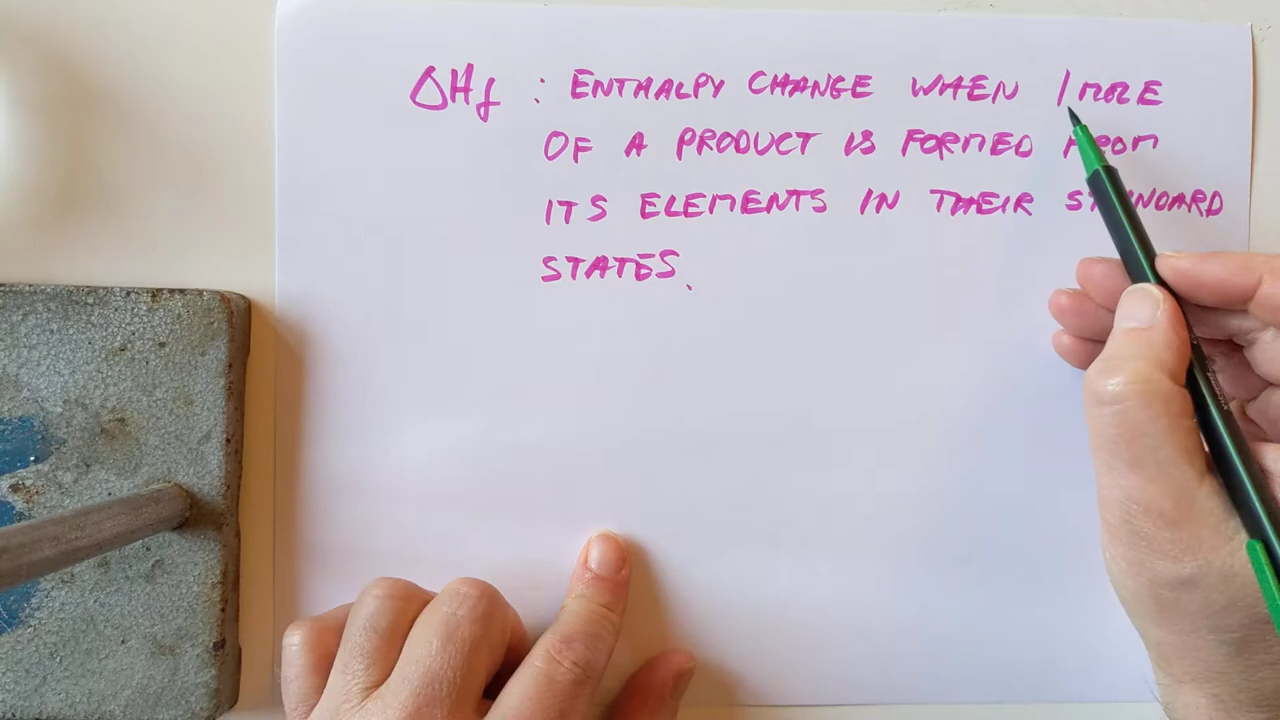 ΔHf : ENTHALPY CHANGE WHEN 1 MOLE
OF A PRODUCT IS FORMED FROM
ITS ELEMENTS IN THEIR STANDARD
STATES.